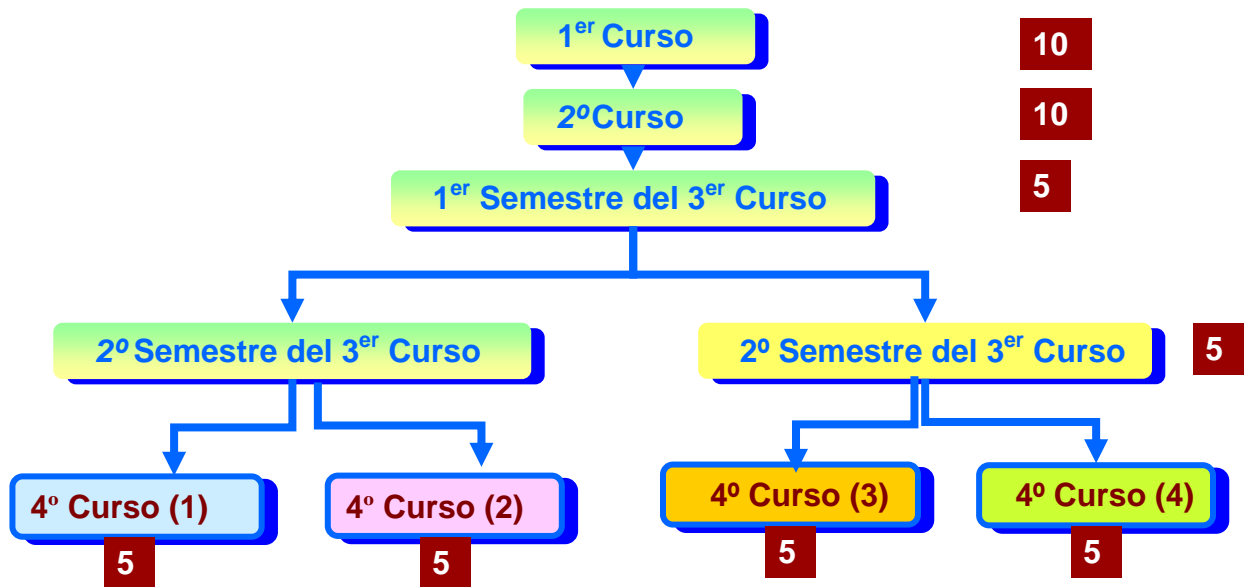 1er Curso 10
2ºCurso 10
1er Semestre del 3er Curso 5
2º Semestre del 3er Curso 2º Semestre del 3er Curso 5
4º Curso (1) 4º Curso (2) 4º Curso (3) 4º Curso (4)
5 5 5 5